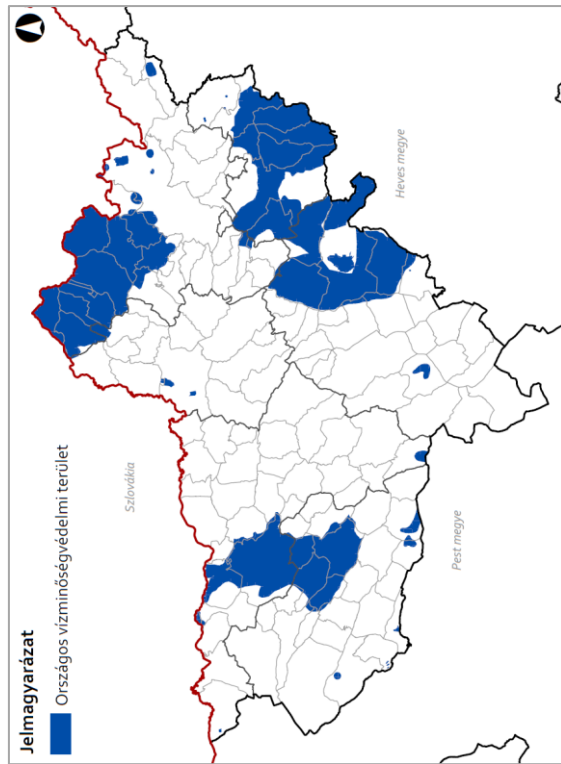 Jelmagyarázat
Országos vízminőségvédelmi terület
Szlovákia
Heves megye
Pest megye